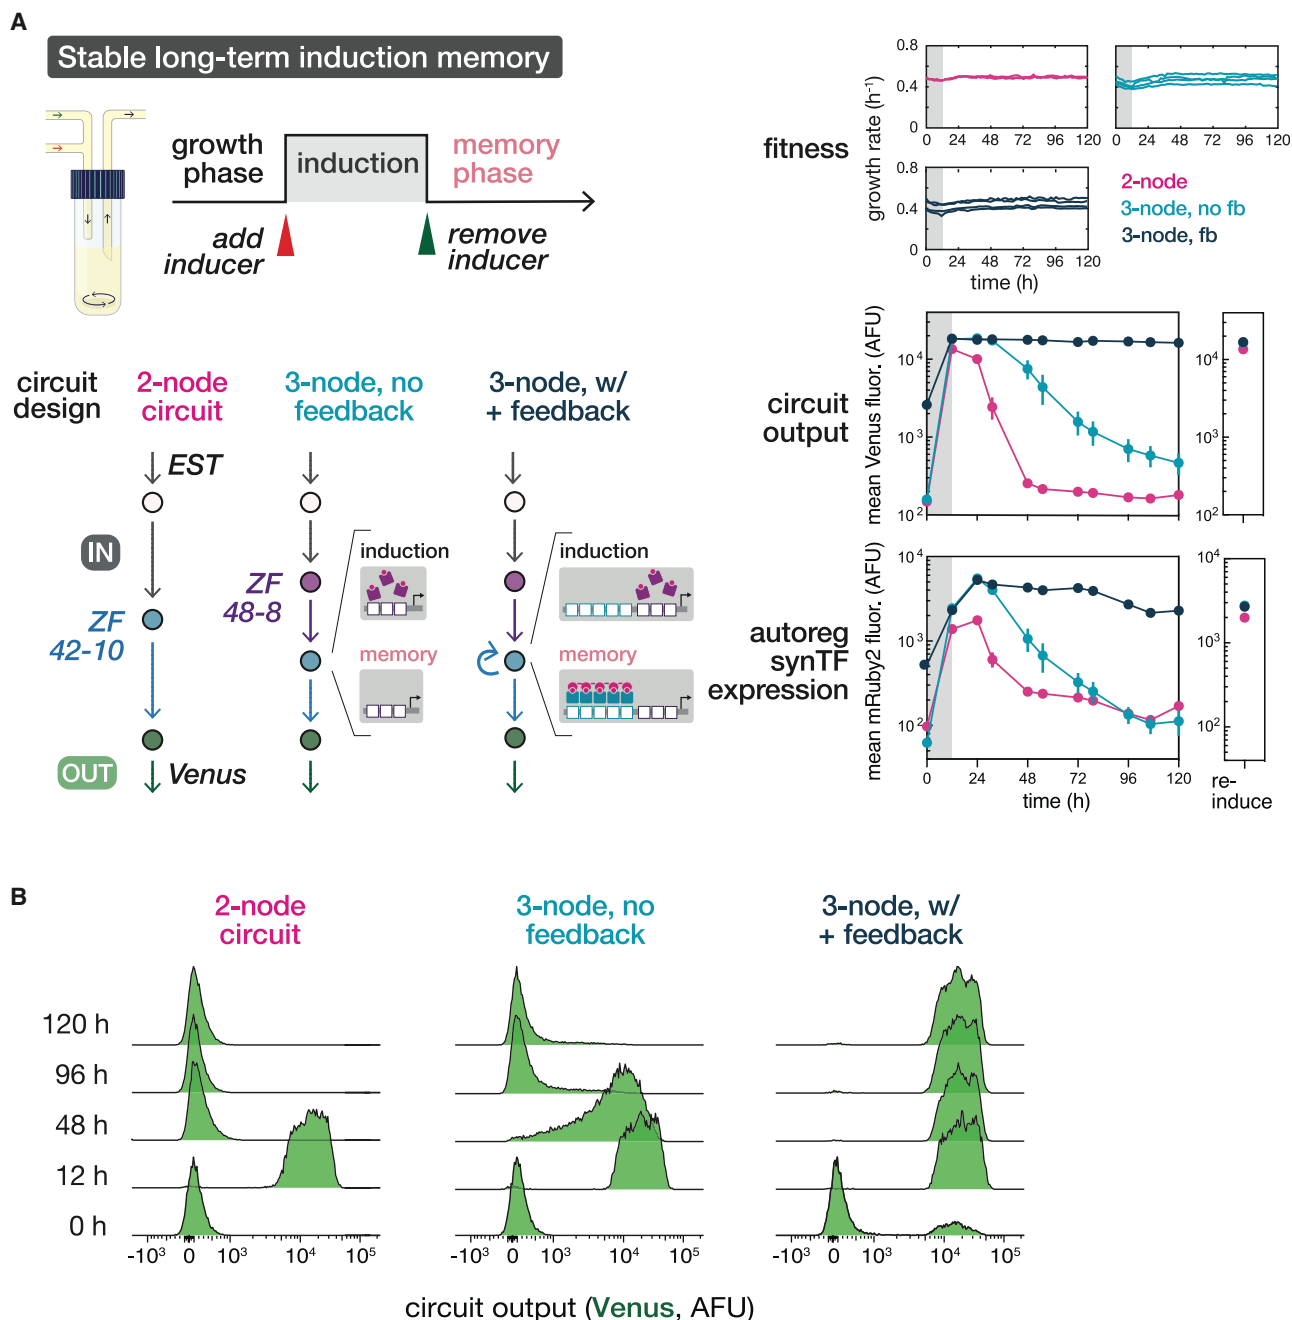 A
Stable long-term induction memory
growth
phase
induction
memory
phase
add
inducer
remove
inducer
circuit
design
2-node
circuit
3-node, no
feedback
3-node, w/
+ feedback
EST
IN
ZF
42-10
ZF
48-8
induction
memory
induction
memory
OUT
Venus
fitness
growth rate (h⁻¹)
0.8
0.4
0
0 24 48 72 96 120
0 24 48 72 96 120
0.8
0.4
0
0 24 48 72 96 120
time (h)
2-node
3-node, no fb
3-node, fb
circuit
output
mean Venus fluor. (AFU)
10⁴
10³
10²
10⁴
10³
10²
autoreg
synTF
expression
mean mRuby2 fluor. (AFU)
10⁴
10³
10²
0 24 48 72 96 120
time (h)
10⁴
10³
10²
re-
induce
B
2-node
circuit
3-node, no
feedback
3-node, w/
+ feedback
120 h
96 h
48 h
12 h
0 h
-10³ 0 10³ 10⁴ 10⁵
-10³ 0 10³ 10⁴ 10⁵
-10³ 0 10³ 10⁴ 10⁵
circuit output (Venus, AFU)